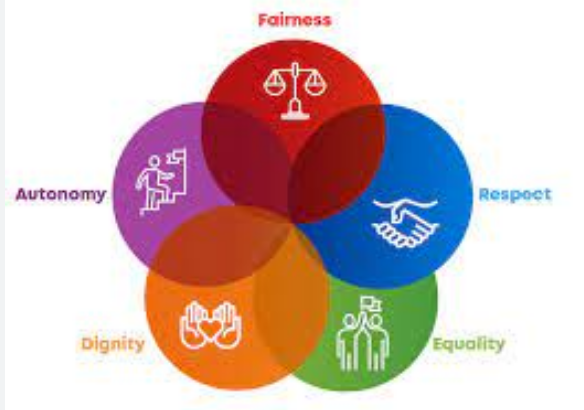 Fairness
Autonomy
Respect
Dignity
Equality